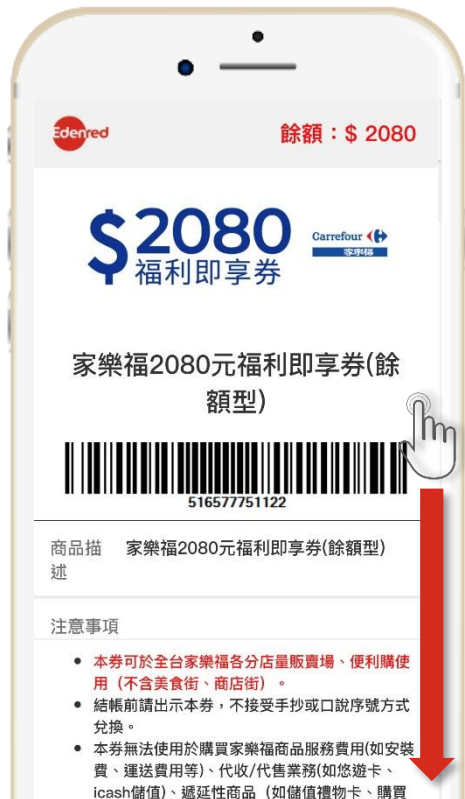 Edenred
餘額：$ 2080
$2080
福利即享券
Carrefour
家樂福
家樂福2080元福利即享券(餘
額型)
516577751122
商品描
述
家樂福2080元福利即享券(餘額型)
注意事項
• 本券可於全台家樂福各分店量販賣場、便利購使
用（不含美食街、商店街）。
• 結帳前請出示本券，不接受手抄或口說序號方式
兌換。
• 本券無法使用於購買家樂福商品服務費用(如安裝
費、運送費用等)、代收/代售業務(如悠遊卡、
icash儲值)、遞延性商品（如儲值禮物卡、購買